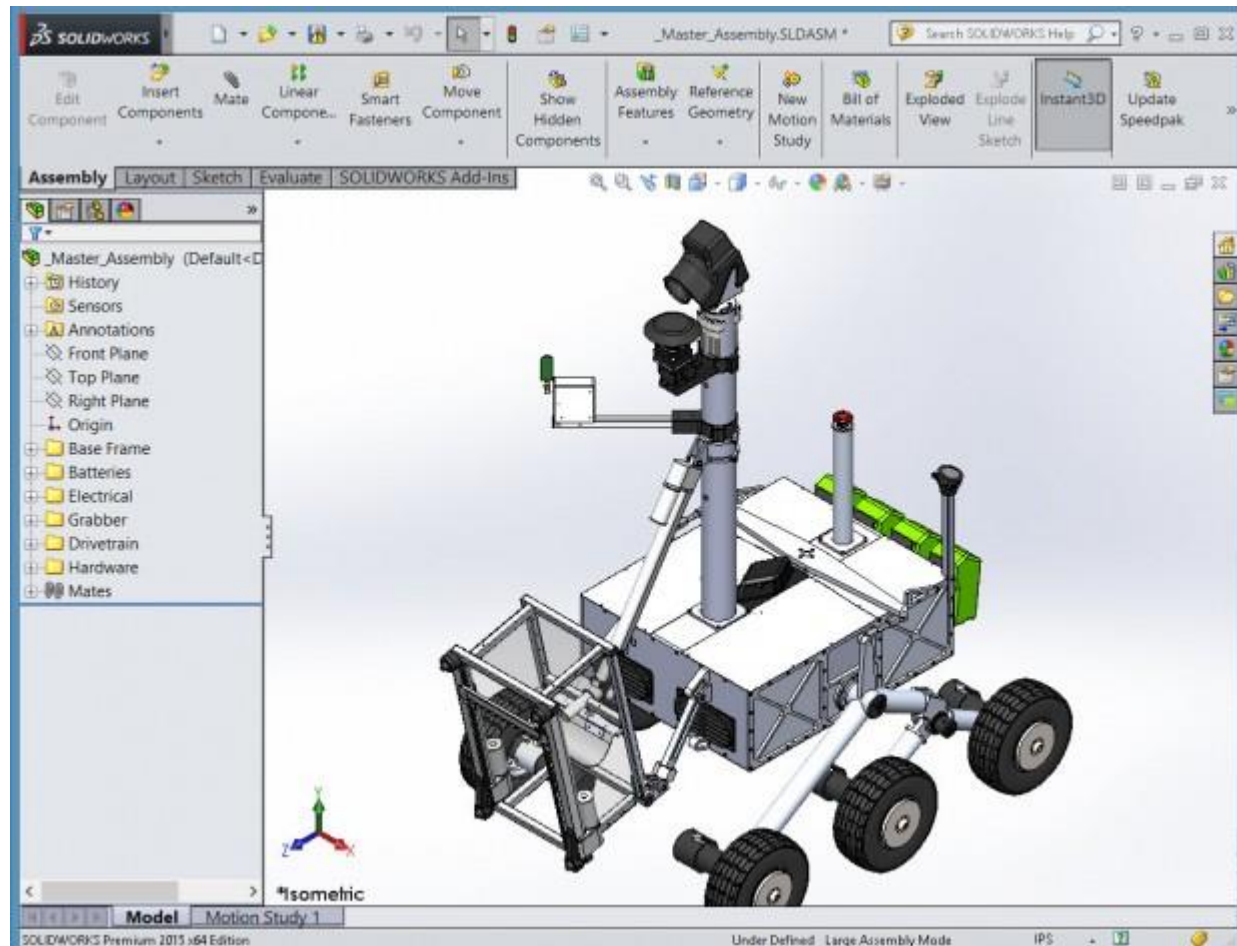 SOLIDWORKS
_Master_Assembly.SLDASM *
Search SOLIDWORKS Help
Edit Component
Insert Components
Mate
Linear Compone...
Smart Fasteners
Move Component
Show Hidden Components
Assembly Features
Reference Geometry
New Motion Study
Bill of Materials
Exploded View
Explode Line Sketch
Instant3D
Update Speedpak
Assembly
Layout
Sketch
Evaluate
SOLIDWORKS Add-Ins
_Master_Assembly (Default<D
History
Sensors
Annotations
Front Plane
Top Plane
Right Plane
Origin
Base Frame
Batteries
Electrical
Grabber
Drivetrain
Hardware
Mates
Y
Z
X
*Isometric
Model
Motion Study 1
SOLIDWORKS Premium 2015 x64 Edition
Under Defined
Large Assembly Mode
IPS